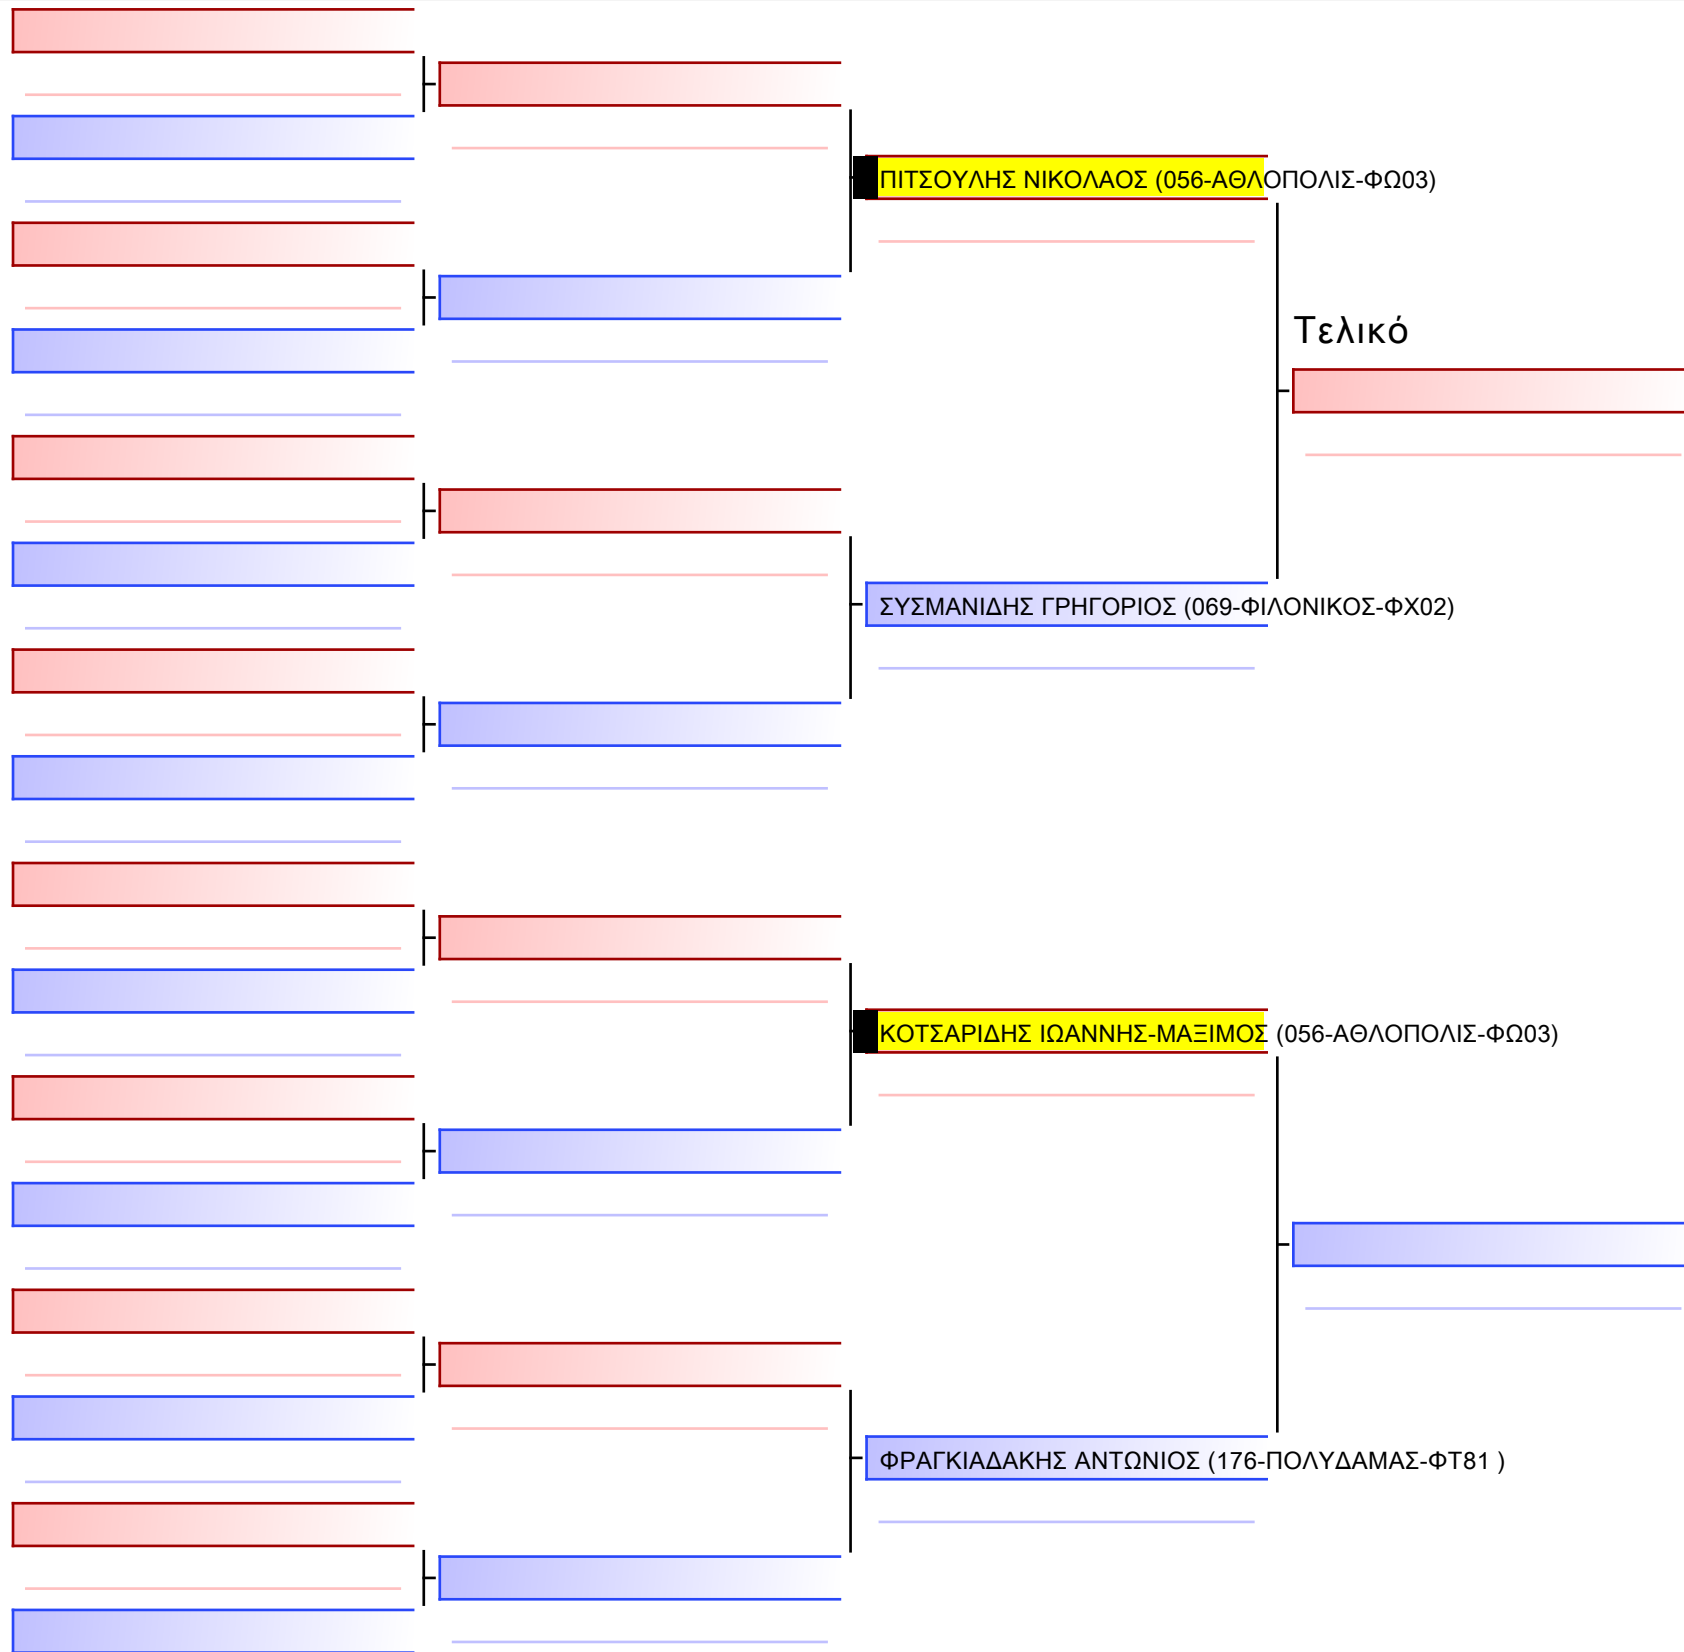 ΠΙΤΣΟΥΛΗΣ ΝΙΚΟΛΑΟΣ (056-ΑΘΛΟΠΟΛΙΣ-ΦΩ03)
Τελικό
ΣΥΣΜΑΝΙΔΗΣ ΓΡΗΓΟΡΙΟΣ (069-ΦΙΛΟΝΙΚΟΣ-ΦΧ02)
ΚΟΤΣΑΡΙΔΗΣ ΙΩΑΝΝΗΣ-ΜΑΞΙΜΟΣ (056-ΑΘΛΟΠΟΛΙΣ-ΦΩ03)
ΦΡΑΓΚΙΑΔΑΚΗΣ ΑΝΤΩΝΙΟΣ (176-ΠΟΛΥΔΑΜΑΣ-ΦΤ81 )